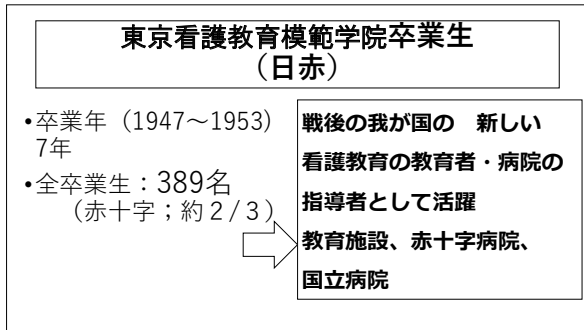 東京看護教育模範学院卒業生
（日赤）
•卒業年（1947～1953）
7年
•全卒業生：389名
（赤十字；約２/３）
戦後の我が国の　新しい
看護教育の教育者・病院の
指導者として活躍
教育施設、赤十字病院、
国立病院